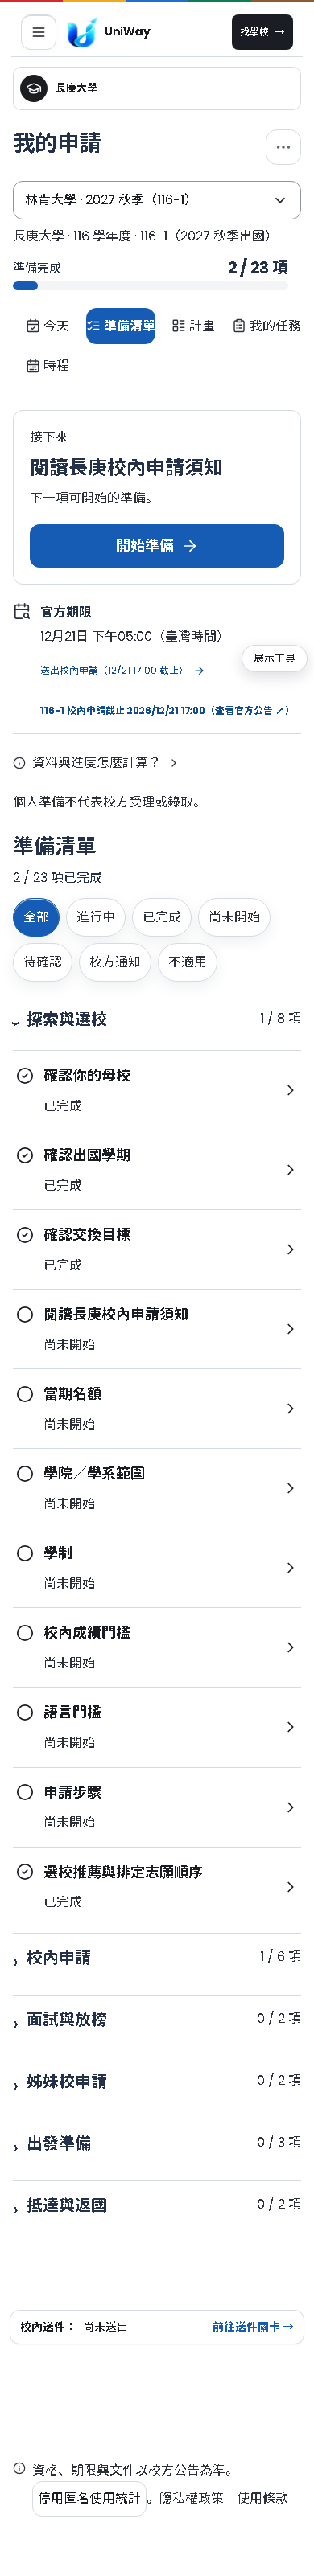 UniWay
找學校 →
長庚大學
我的申請
林肯大學 · 2027 秋季（116-1）
長庚大學 · 116 學年度 · 116-1（2027 秋季出國）
準備完成
2 / 23 項
今天
準備清單
計畫
我的任務
時程
接下來
閱讀長庚校內申請須知
下一項可開始的準備。
開始準備 →
官方期限
12月21日 下午05:00（臺灣時間）
展示工具
送出校內申請（12/21 17:00 截止） →
116-1 校內申請截止 2026/12/21 17:00（查看官方公告 ↗）
資料與進度怎麼計算？
個人準備不代表校方受理或錄取。
準備清單
2 / 23 項已完成
全部
進行中
已完成
尚未開始
待確認
校方通知
不適用
探索與選校
1 / 8 項
確認你的母校
已完成
確認出國學期
已完成
確認交換目標
已完成
閱讀長庚校內申請須知
尚未開始
當期名額
尚未開始
學院／學系範圍
尚未開始
學制
尚未開始
校內成績門檻
尚未開始
語言門檻
尚未開始
申請步驟
尚未開始
選校推薦與排定志願順序
已完成
校內申請
1 / 6 項
面試與放榜
0 / 2 項
姊妹校申請
0 / 2 項
出發準備
0 / 3 項
抵達與返國
0 / 2 項
校內送件： 尚未送出
前往送件關卡 →
資格、期限與文件以校方公告為準。
停用匿名使用統計 。隱私權政策 使用條款